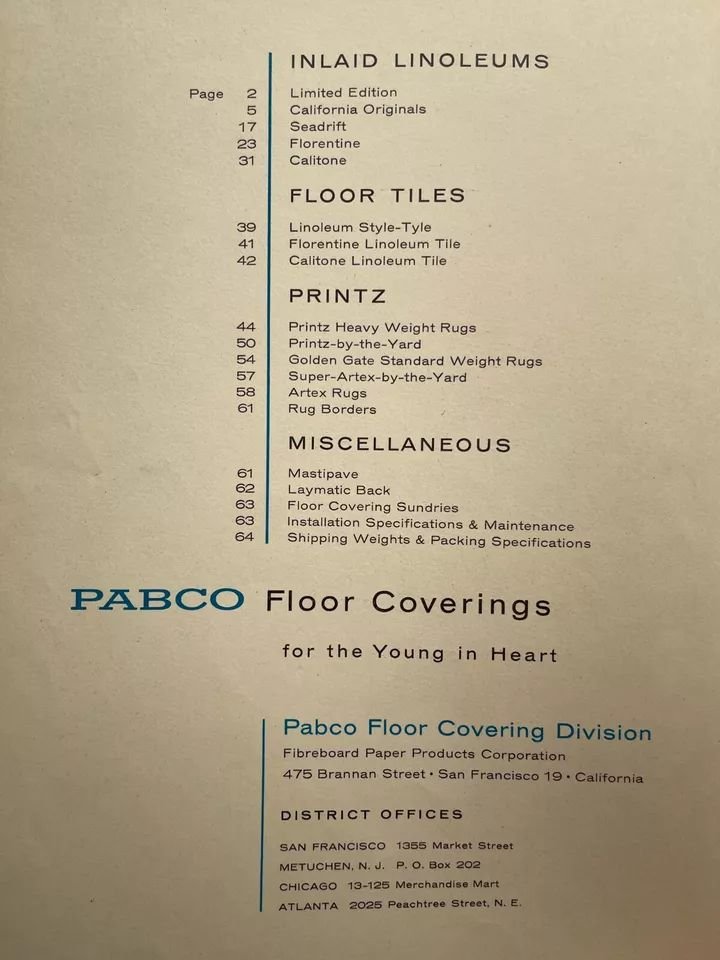 INLAID LINOLEUMS
Page 2 Limited Edition
5 California Originals
17 Seadrift
23 Florentine
31 Calitone
FLOOR TILES
39 Linoleum Style-Tyle
41 Florentine Linoleum Tile
42 Calitone Linoleum Tile
PRINTZ
44 Printz Heavy Weight Rugs
50 Printz-by-the-Yard
54 Golden Gate Standard Weight Rugs
57 Super-Artex-by-the-Yard
58 Artex Rugs
61 Rug Borders
MISCELLANEOUS
61 Mastipave
62 Laymatic Back
63 Floor Covering Sundries
63 Installation Specifications & Maintenance
64 Shipping Weights & Packing Specifications
PABCO Floor Coverings
for the Young in Heart
Pabco Floor Covering Division
Fibreboard Paper Products Corporation
475 Brannan Street • San Francisco 19 • California
DISTRICT OFFICES
SAN FRANCISCO 1355 Market Street
METUCHEN, N. J. P. O. Box 202
CHICAGO 13-125 Merchandise Mart
ATLANTA 2025 Peachtree Street, N. E.